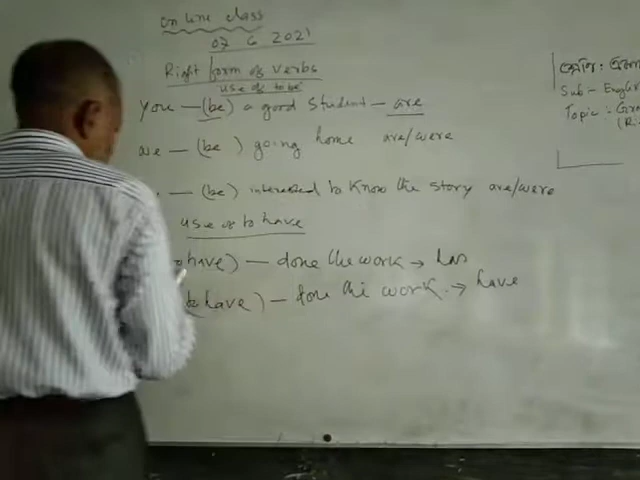 on line class
07 6 2021
Right form of verbs
use of to be
you — (be) a good student — are
we — (be) going home are/were
— (be) interested to know the story are/were
use of to have
have) — done the work → has
have) — done the work → have
Sub - English
Topic :